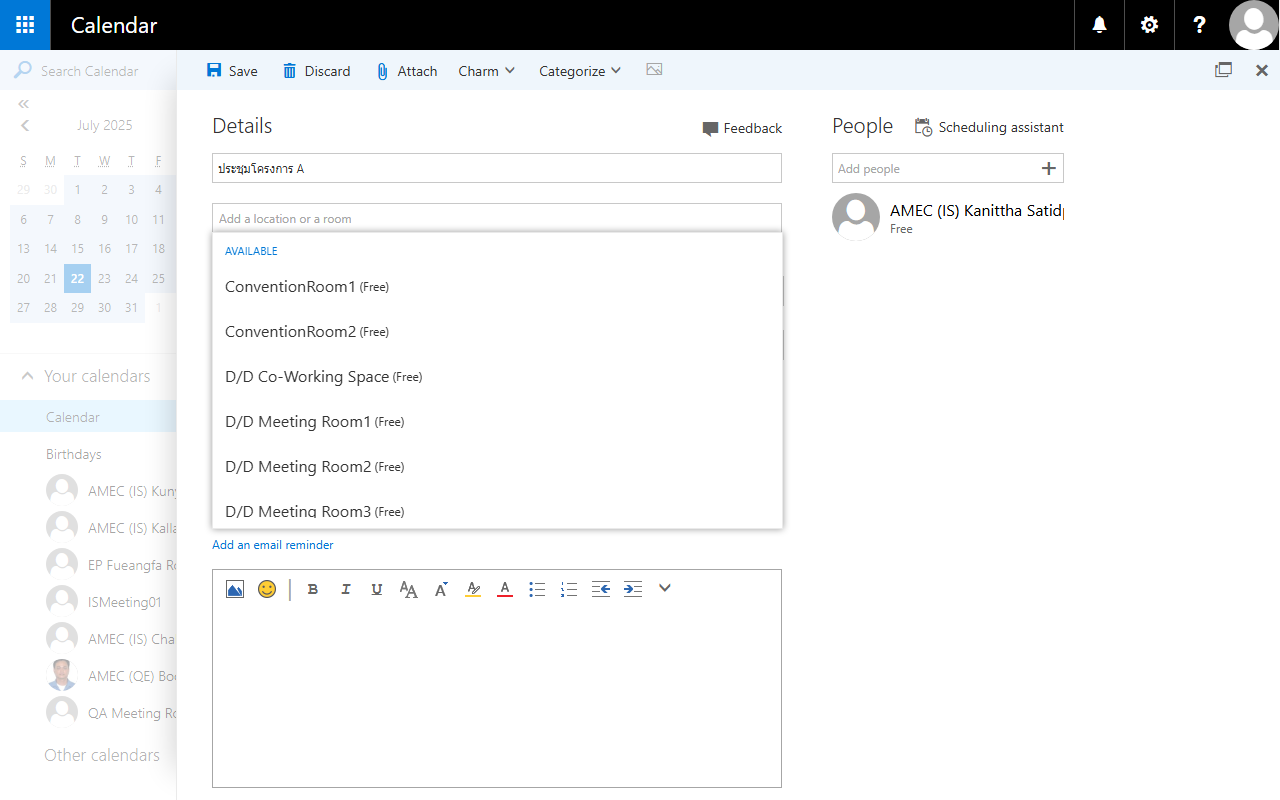 Calendar
?
Search Calendar
Save
Discard
Attach
Charm
Categorize
July 2025
S M T W T F
29 30 1 2 3 4
6 7 8 9 10 11
13 14 15 16 17 18
20 21 22 23 24 25
27 28 29 30 31 1
Your calendars
Calendar
Birthdays
AMEC (IS) Kuny
AMEC (IS) Kalla
EP Fueangfa Ro
ISMeeting01
AMEC (IS) Cha
AMEC (QE) Boo
QA Meeting Ro
Other calendars
Details
Feedback
ประชุมโครงการ A
Add a location or a room
AVAILABLE
ConventionRoom1 (Free)
ConventionRoom2 (Free)
D/D Co-Working Space (Free)
D/D Meeting Room1 (Free)
D/D Meeting Room2 (Free)
D/D Meeting Room3 (Free)
Add an email reminder
B I U AA A A A
People
Scheduling assistant
Add people
AMEC (IS) Kanittha Satidp
Free